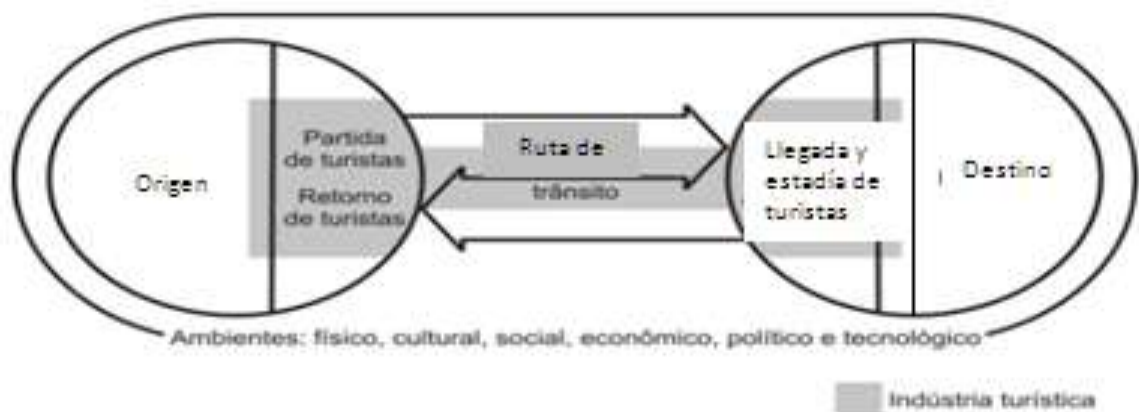 Origen
Partida
de turistas
Retorno
de turistas
Ruta de
trânsito
Llegada y
estadía de
turistas
Destino
Ambientes: físico, cultural, social, econômico, político e tecnológico
Indústria turística